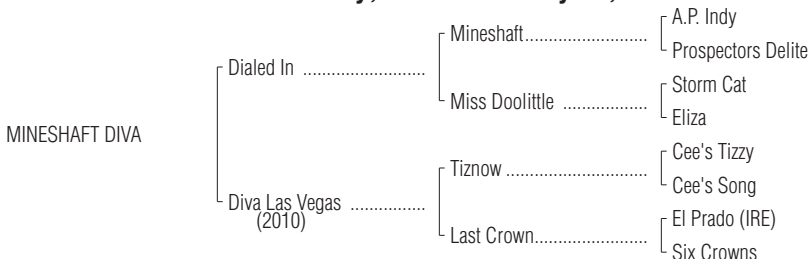 Mineshaft.......................... A.P. Indy
Prospectors Delite
Dialed In .........................
Miss Doolittle .................. Storm Cat
Eliza
MINESHAFT DIVA
Tiznow ............................. Cee's Tizzy
Cee's Song
Diva Las Vegas ................
(2010)
Last Crown........................ El Prado (IRE)
Six Crowns